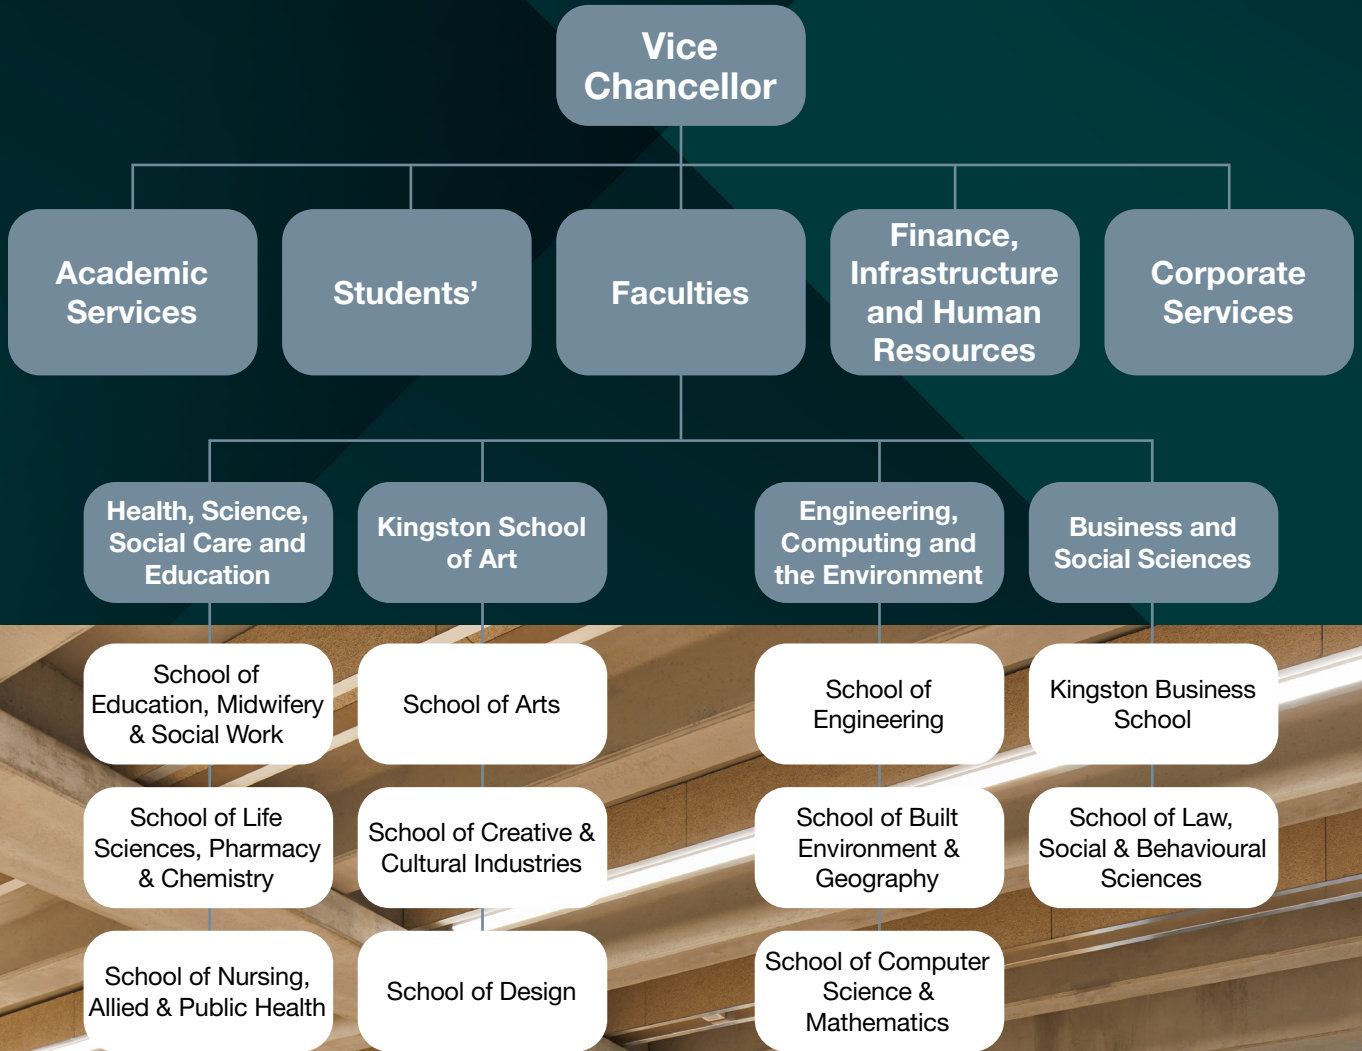 Vice
Chancellor
Academic
Services
Students’
Faculties
Finance,
Infrastructure
and Human
Resources
Corporate
Services
Health, Science,
Social Care and
Education
Kingston School
of Art
Engineering,
Computing and
the Environment
Business and
Social Sciences
School of
Education, Midwifery
& Social Work
School of Arts
School of
Engineering
Kingston Business
School
School of Life
Sciences, Pharmacy
& Chemistry
School of Creative &
Cultural Industries
School of Built
Environment &
Geography
School of Law,
Social & Behavioural
Sciences
School of Nursing,
Allied & Public Health
School of Design
School of Computer
Science &
Mathematics